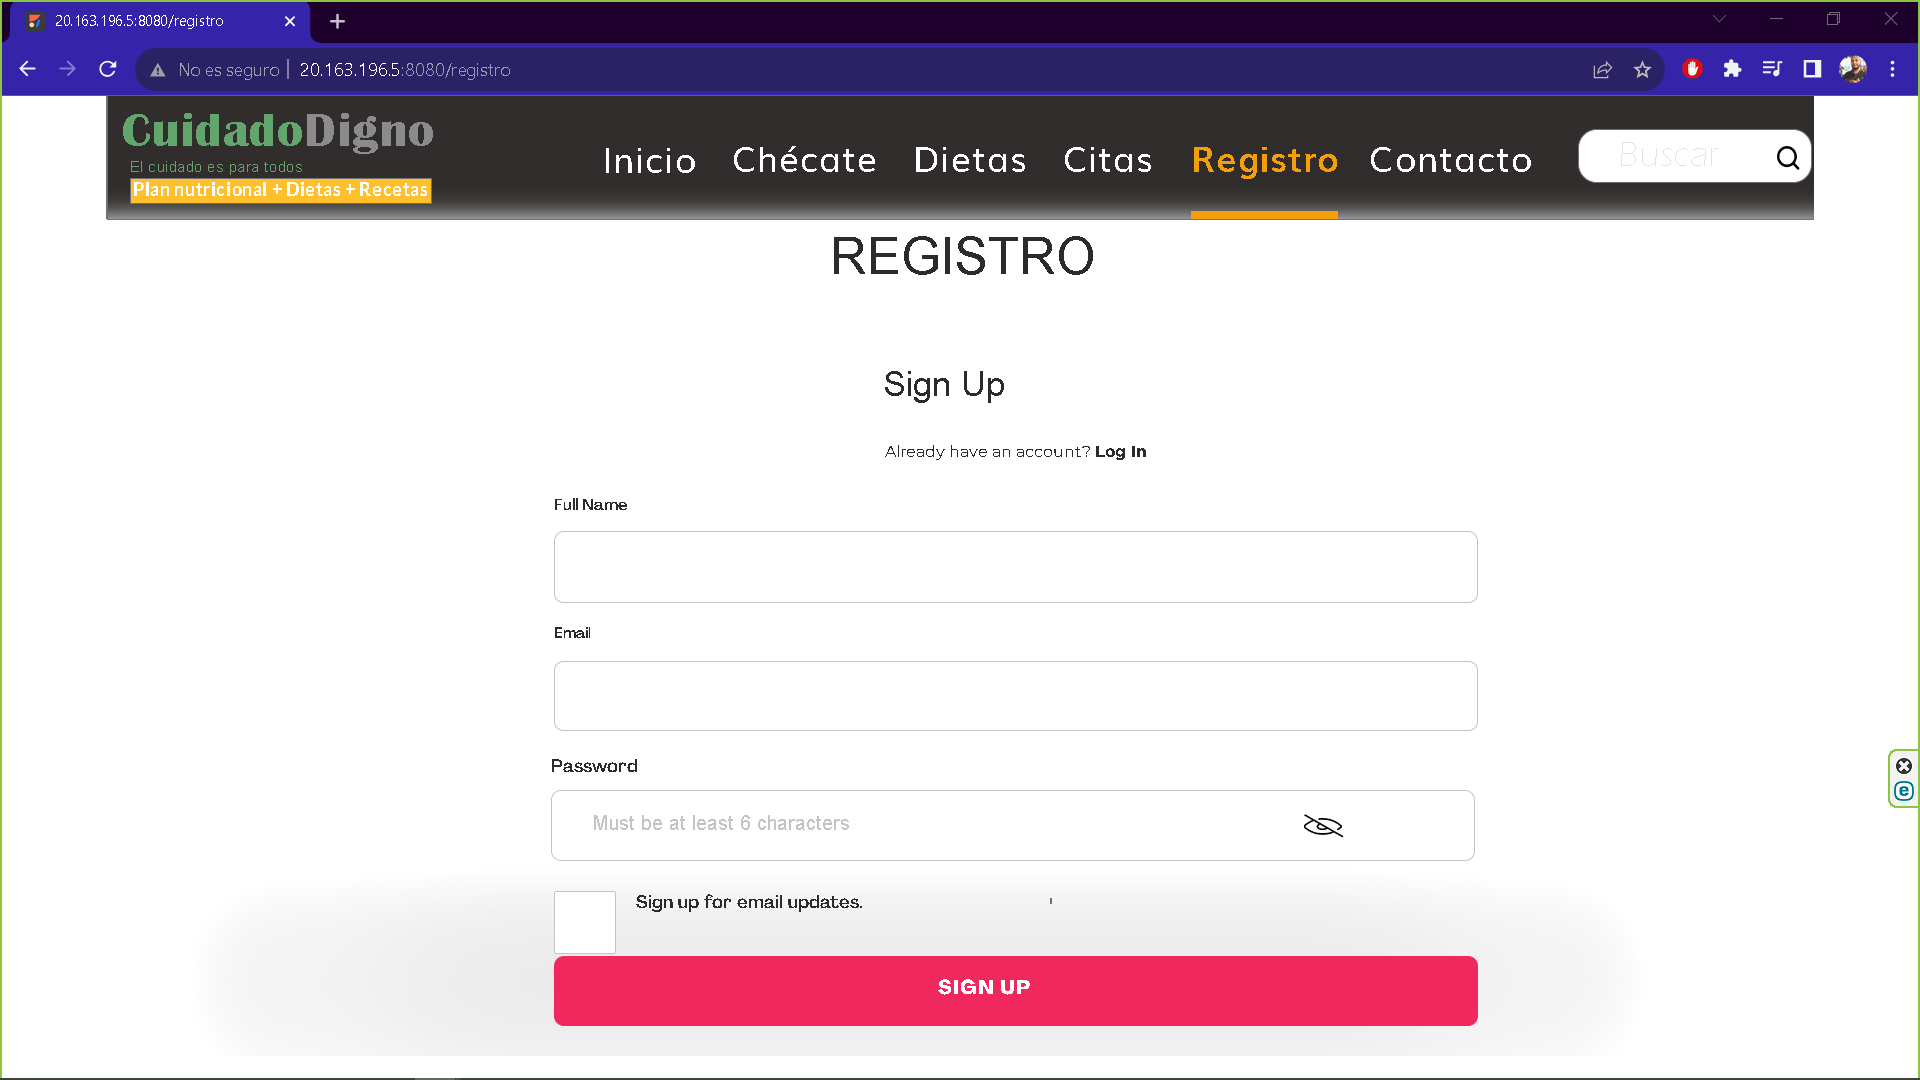 20.163.196.5:8080/registro
No es seguro | 20.163.196.5:8080/registro
CuidadoDigno
El cuidado es para todos
Plan nutricional + Dietas + Recetas
Inicio Chécate Dietas Citas Registro Contacto Buscar
REGISTRO
Sign Up
Already have an account? Log In
Full Name
Email
Password
Must be at least 6 characters
Sign up for email updates.
SIGN UP